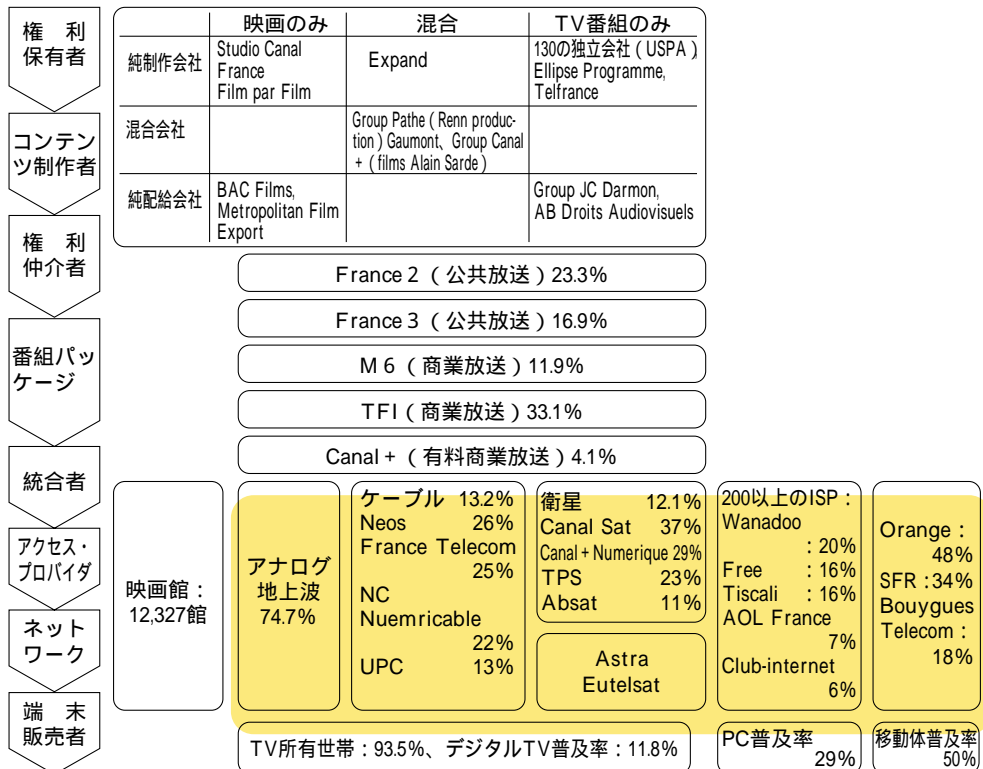 権 利
保有者
コンテン
ツ制作者
権 利
仲介者
番組パッ
ケージ
統合者
アクセス・
プロバイダ
ネット
ワーク
端 末
販売者
映画のみ 混合 TV番組のみ
純制作会社
Studio Canal
France
Film par Film
Expand
130の独立会社(USPA)
Ellipse Programme,
Telfrance
混合会社
Group Pathe(Renn produc-
tion)Gaumont、Group Canal
+(films Alain Sarde)
純配給会社
BAC Films,
Metropolitan Film
Export
Group JC Darmon,
AB Droits Audiovisuels
France 2(公共放送)23.3%
France 3(公共放送)16.9%
M 6(商業放送)11.9%
TFI(商業放送)33.1%
Canal +(有料商業放送)4.1%
映画館:
12,327館
アナログ
地上波
74.7%
ケーブル 13.2%
Neos 26%
France Telecom
25%
NC
Nuemricable
22%
UPC 13%
衛星 12.1%
Canal Sat 37%
Canal + Numerique 29%
TPS 23%
Absat 11%
Astra
Eutelsat
200以上のISP:
Wanadoo
:20%
Free :16%
Tiscali :16%
AOL France
7%
Club-internet
6%
Orange:
48%
SFR:34%
Bouygues
Telecom:
18%
TV所有世帯:93.5%、デジタルTV普及率:11.8%
PC普及率
29%
移動体普及率
50%